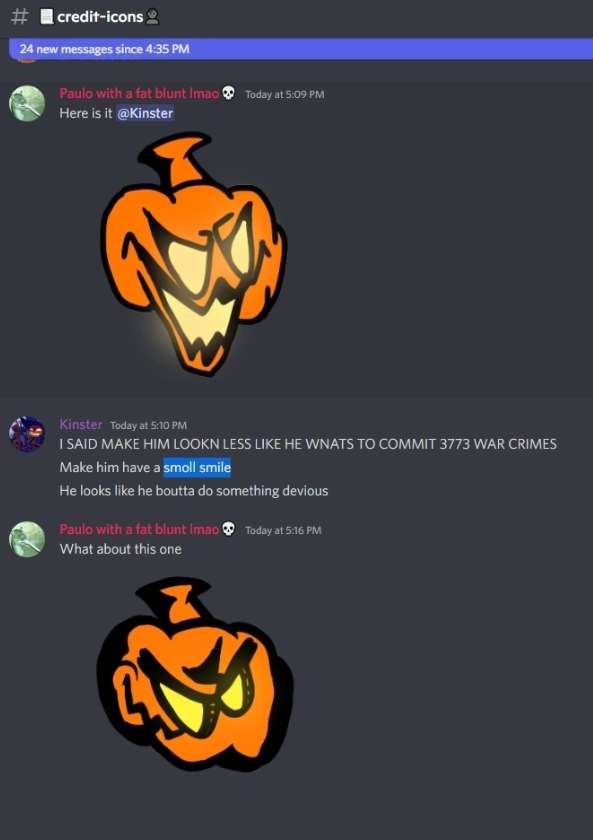 # credit-icons
24 new messages since 4:35 PM
Paulo with a fat blunt lmao💀 Today at 5:09 PM
Here is it @Kinster
Kinster Today at 5:10 PM
I SAID MAKE HIM LOOKN LESS LIKE HE WNATS TO COMMIT 3773 WAR CRIMES
Make him have a smoll smile
He looks like he boutta do something devious
Paulo with a fat blunt lmao💀 Today at 5:16 PM
What about this one